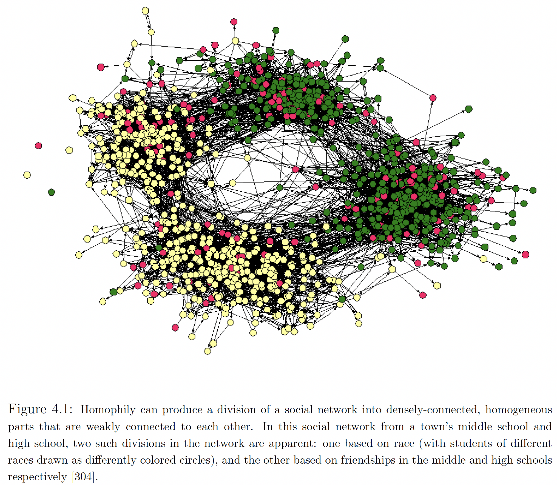 Figure 4.1: Homophily can produce a division of a social network into densely-connected, homogeneous
parts that are weakly connected to each other. In this social network from a town's middle school and
high school, two such divisions in the network are apparent: one based on race (with students of different
races drawn as differently colored circles), and the other based on friendships in the middle and high schools
respectively [304].